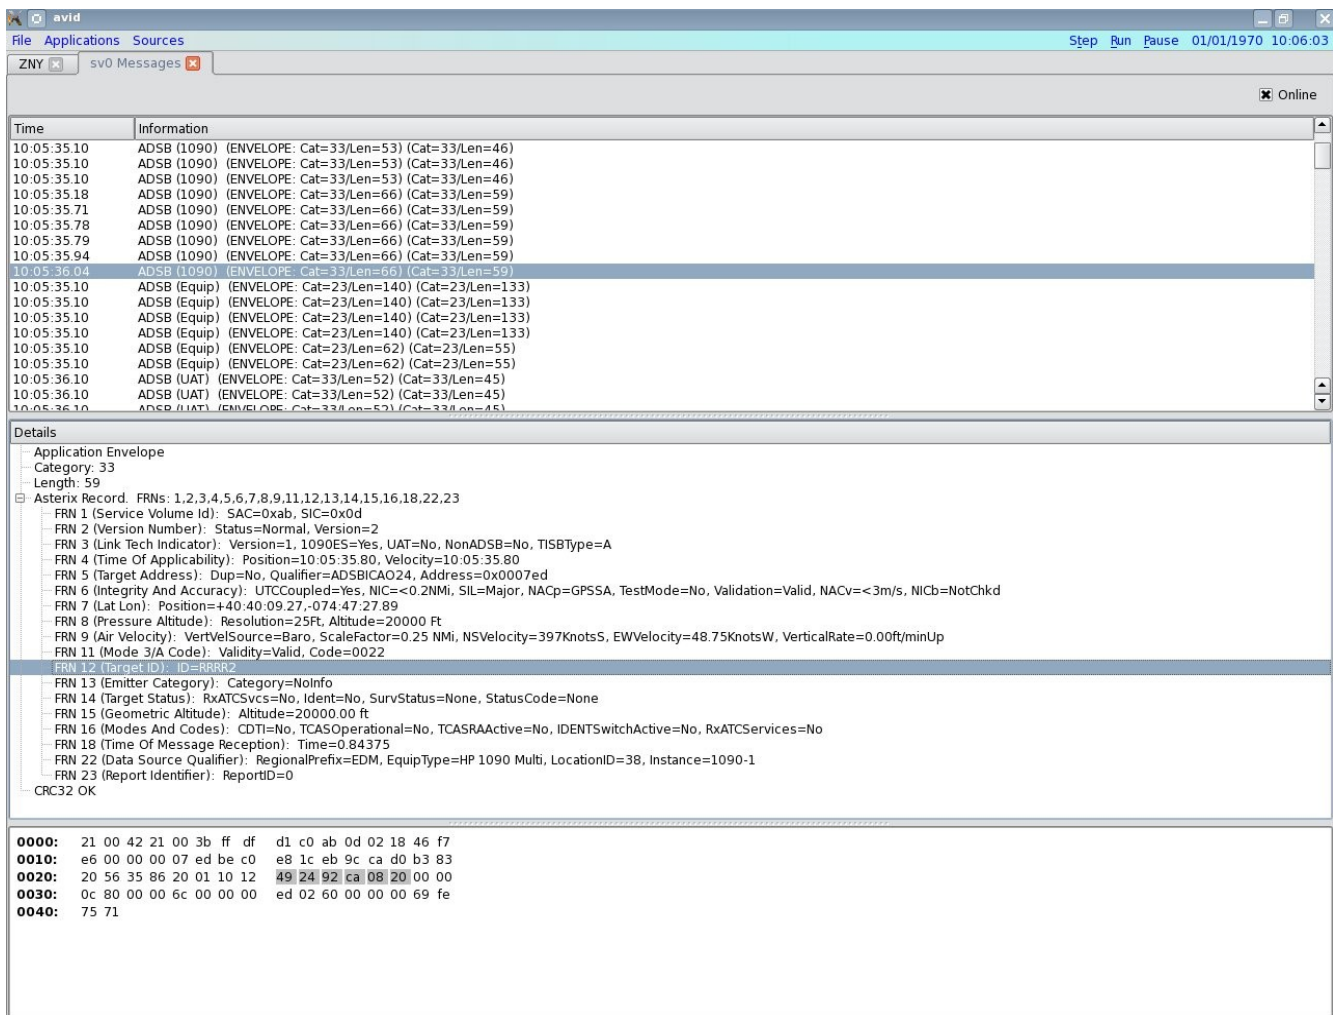 avid
File Applications Sources Step Run Pause 01/01/1970 10:06:03
ZNY sv0 Messages
Online
Time Information
10:05:35.10 ADSB (1090) (ENVELOPE: Cat=33/Len=53) (Cat=33/Len=46)
10:05:35.10 ADSB (1090) (ENVELOPE: Cat=33/Len=53) (Cat=33/Len=46)
10:05:35.10 ADSB (1090) (ENVELOPE: Cat=33/Len=53) (Cat=33/Len=46)
10:05:35.18 ADSB (1090) (ENVELOPE: Cat=33/Len=66) (Cat=33/Len=59)
10:05:35.71 ADSB (1090) (ENVELOPE: Cat=33/Len=66) (Cat=33/Len=59)
10:05:35.78 ADSB (1090) (ENVELOPE: Cat=33/Len=66) (Cat=33/Len=59)
10:05:35.79 ADSB (1090) (ENVELOPE: Cat=33/Len=66) (Cat=33/Len=59)
10:05:35.94 ADSB (1090) (ENVELOPE: Cat=33/Len=66) (Cat=33/Len=59)
10:05:36.04 ADSB (1090) (ENVELOPE: Cat=33/Len=66) (Cat=33/Len=59)
10:05:35.10 ADSB (Equip) (ENVELOPE: Cat=23/Len=140) (Cat=23/Len=133)
10:05:35.10 ADSB (Equip) (ENVELOPE: Cat=23/Len=140) (Cat=23/Len=133)
10:05:35.10 ADSB (Equip) (ENVELOPE: Cat=23/Len=140) (Cat=23/Len=133)
10:05:35.10 ADSB (Equip) (ENVELOPE: Cat=23/Len=140) (Cat=23/Len=133)
10:05:35.10 ADSB (Equip) (ENVELOPE: Cat=23/Len=62) (Cat=23/Len=55)
10:05:35.10 ADSB (Equip) (ENVELOPE: Cat=23/Len=62) (Cat=23/Len=55)
10:05:36.10 ADSB (UAT) (ENVELOPE: Cat=33/Len=52) (Cat=33/Len=45)
10:05:36.10 ADSB (UAT) (ENVELOPE: Cat=33/Len=52) (Cat=33/Len=45)
10:05:36.10 ADSB (UAT) (ENVELOPE: Cat=33/Len=52) (Cat=33/Len=45)
Details
Application Envelope
Category: 33
Length: 59
Asterix Record. FRNs: 1,2,3,4,5,6,7,8,9,11,12,13,14,15,16,18,22,23
FRN 1 (Service Volume Id): SAC=0xab, SIC=0x0d
FRN 2 (Version Number): Status=Normal, Version=2
FRN 3 (Link Tech Indicator): Version=1, 1090ES=Yes, UAT=No, NonADSB=No, TISBType=A
FRN 4 (Time Of Applicability): Position=10:05:35.80, Velocity=10:05:35.80
FRN 5 (Target Address): Dup=No, Qualifier=ADSBICAO24, Address=0x0007ed
FRN 6 (Integrity And Accuracy): UTCCoupled=Yes, NIC=<0.2NMi, SIL=Major, NACp=GPSSA, TestMode=No, Validation=Valid, NACv=<3m/s, NICb=NotChkd
FRN 7 (Lat Lon): Position=+40:40:09.27,-074:47:27.89
FRN 8 (Pressure Altitude): Resolution=25Ft, Altitude=20000 Ft
FRN 9 (Air Velocity): VertVelSource=Baro, ScaleFactor=0.25 NMi, NSVelocity=397KnotsS, EWVelocity=48.75KnotsW, VerticalRate=0.00ft/minUp
FRN 11 (Mode 3/A Code): Validity=Valid, Code=0022
FRN 12 (Target ID): ID=RRRR2
FRN 13 (Emitter Category): Category=NoInfo
FRN 14 (Target Status): RxATCSvcs=No, Ident=No, SurvStatus=None, StatusCode=None
FRN 15 (Geometric Altitude): Altitude=20000.00 ft
FRN 16 (Modes And Codes): CDTI=No, TCASOperational=No, TCASRAActive=No, IDENTSwitchActive=No, RxATCServices=No
FRN 18 (Time Of Message Reception): Time=0.84375
FRN 22 (Data Source Qualifier): RegionalPrefix=EDM, EquipType=HP 1090 Multi, LocationID=38, Instance=1090-1
FRN 23 (Report Identifier): ReportID=0
CRC32 OK
0000: 21 00 42 21 00 3b ff df d1 c0 ab 0d 02 18 46 f7
0010: e6 00 00 00 07 ed be c0 e8 1c eb 9c ca d0 b3 83
0020: 20 56 35 86 20 01 10 12 49 24 92 ca 08 20 00 00
0030: 0c 80 00 00 6c 00 00 00 ed 02 60 00 00 00 69 fe
0040: 75 71